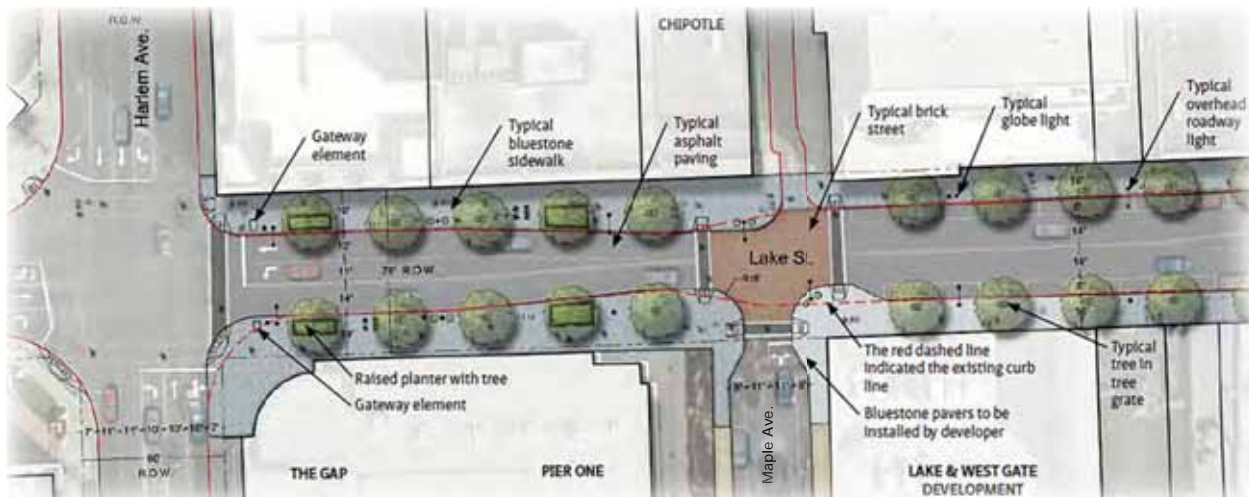 R.O.W.
CHIPOTLE
Harlem Ave.
Gateway
element
Typical
bluestone
sidewalk
Typical
asphalt
paving
Typical brick
street
Typical
globe light
Typical
overhead
roadway
light
Lake St.
R.O.W.
Raised planter with tree
Gateway element
The red dashed line
indicated the existing curb
line
Bluestone pavers to be
installed by developer
Typical
tree in
tree
grate
R.O.W.
THE GAP
PIER ONE
Maple Ave.
LAKE & WEST GATE
DEVELOPMENT